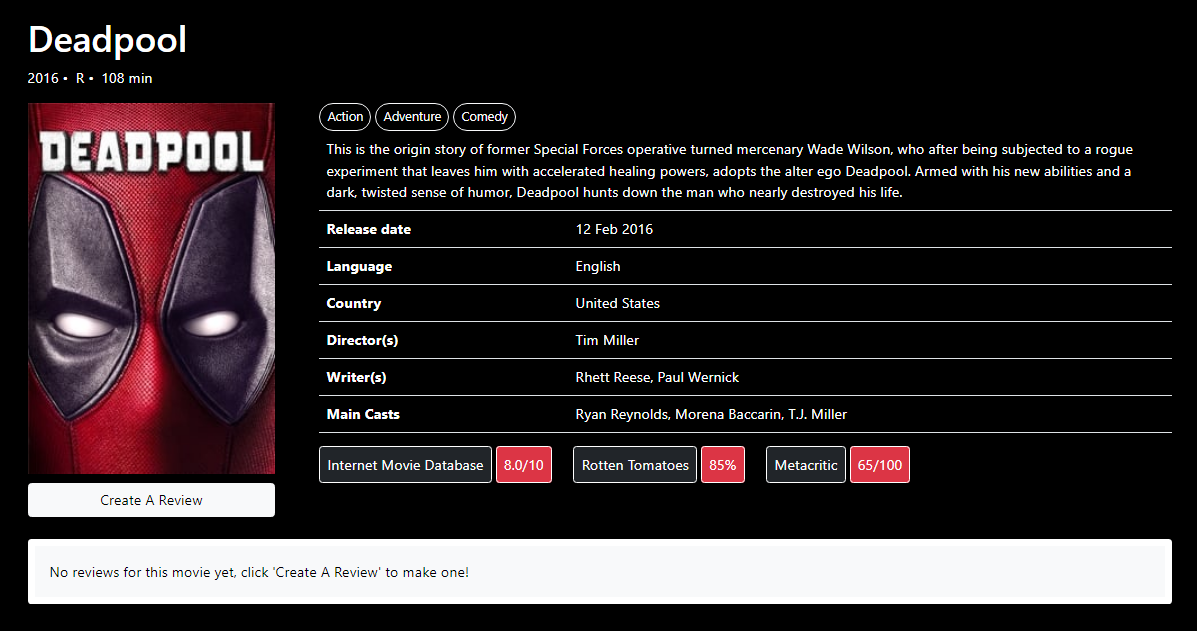 Deadpool
2016 • R • 108 min
DEADPOOL
Action Adventure Comedy
This is the origin story of former Special Forces operative turned mercenary Wade Wilson, who after being subjected to a rogue
experiment that leaves him with accelerated healing powers, adopts the alter ego Deadpool. Armed with his new abilities and a
dark, twisted sense of humor, Deadpool hunts down the man who nearly destroyed his life.
Release date 12 Feb 2016
Language English
Country United States
Director(s) Tim Miller
Writer(s) Rhett Reese, Paul Wernick
Main Casts Ryan Reynolds, Morena Baccarin, T.J. Miller
Internet Movie Database 8.0/10 Rotten Tomatoes 85% Metacritic 65/100
Create A Review
No reviews for this movie yet, click 'Create A Review' to make one!